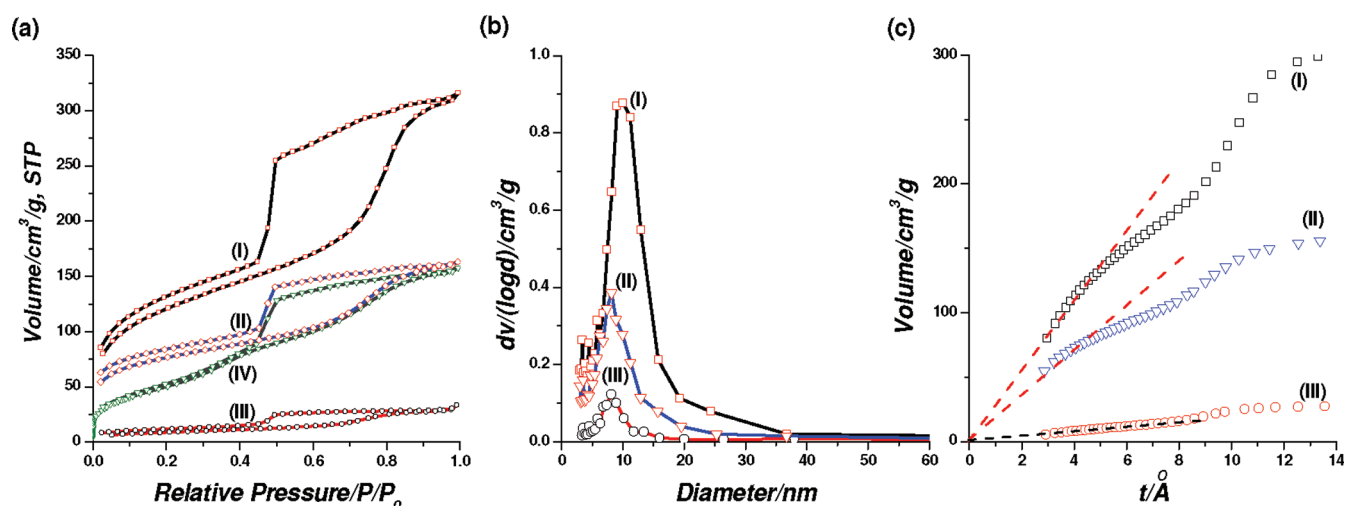 (a)
Volume/cm³/g, STP
350
300
250
200
150
100
50
0
(I)
(II)
(IV)
(III)
0.0 0.2 0.4 0.6 0.8 1.0
Relative Pressure/P/Pₒ
(b)
dv/(logd)/cm³/g
1.0
0.8
0.6
0.4
0.2
0.0
(I)
(II)
(III)
0 10 20 30 40 50 60
Diameter/nm
(c)
Volume/cm³/g
300
200
100
0
(I)
(II)
(III)
0 2 4 6 8 10 12 14
t/Å